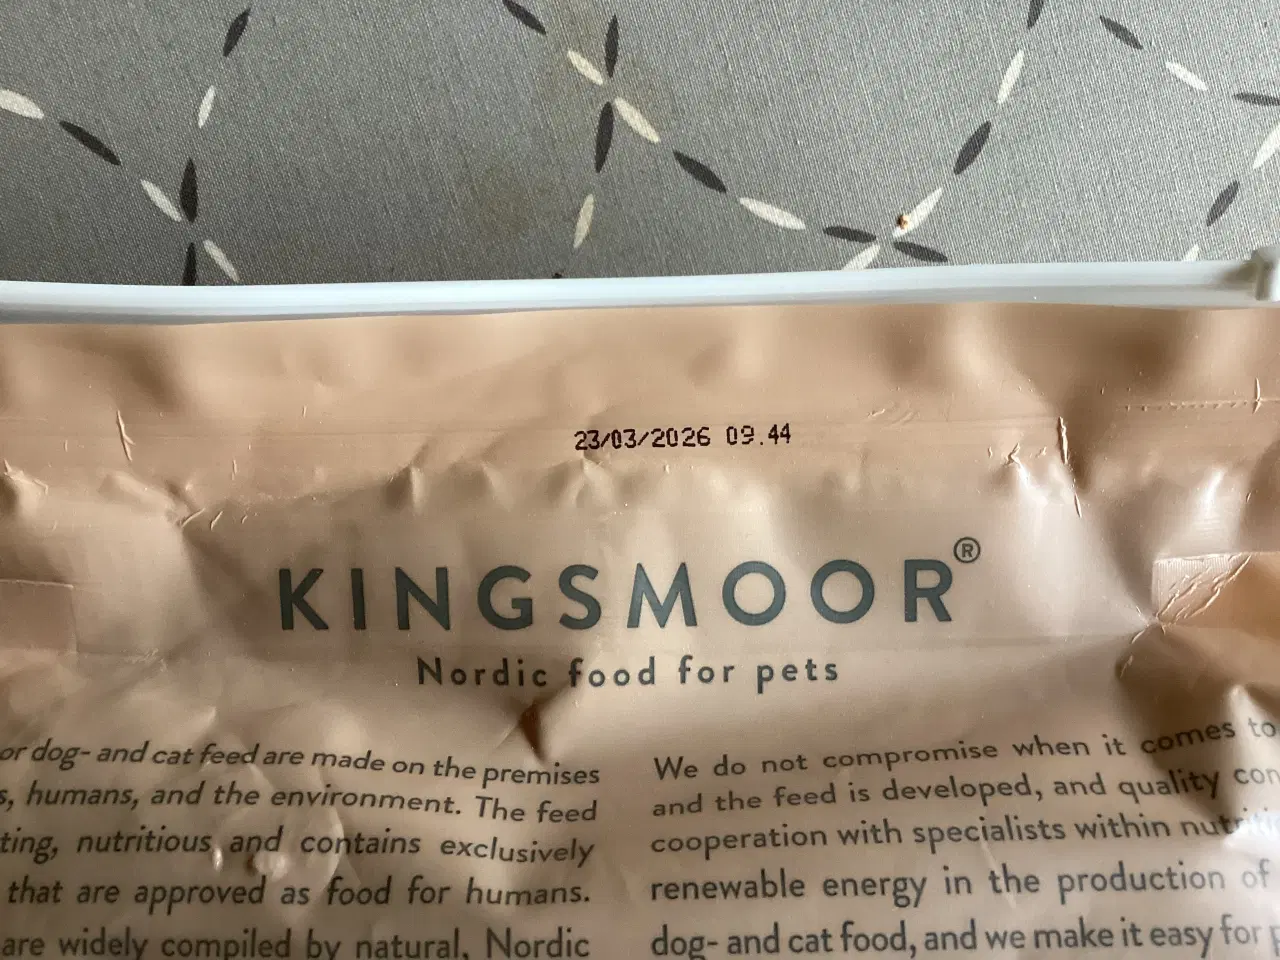 23/03/2026 09.44
KINGSMOOR®
Nordic food for pets
or dog- and cat feed are made on the premises
s, humans, and the environment. The feed
ting, nutritious and contains exclusively
that are approved as food for humans.
are widely compiled by natural, Nordic
We do not compromise when it comes to
and the feed is developed, and quality con
cooperation with specialists within nutriti
renewable energy in the production of
dog- and cat food, and we make it easy for p